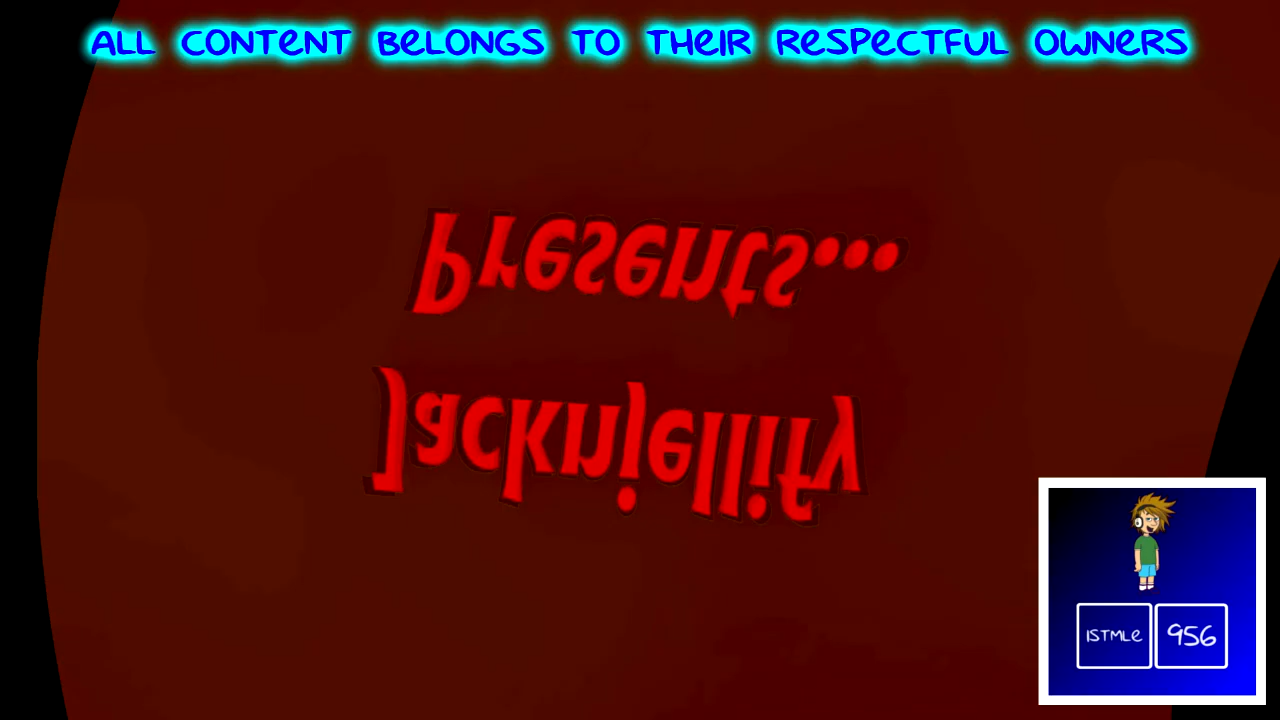 ALL CONTENT BELONGS TO THEIR RESPECTFUL OWNERS
Jacknjellify
Presents...
ISTMLE 956